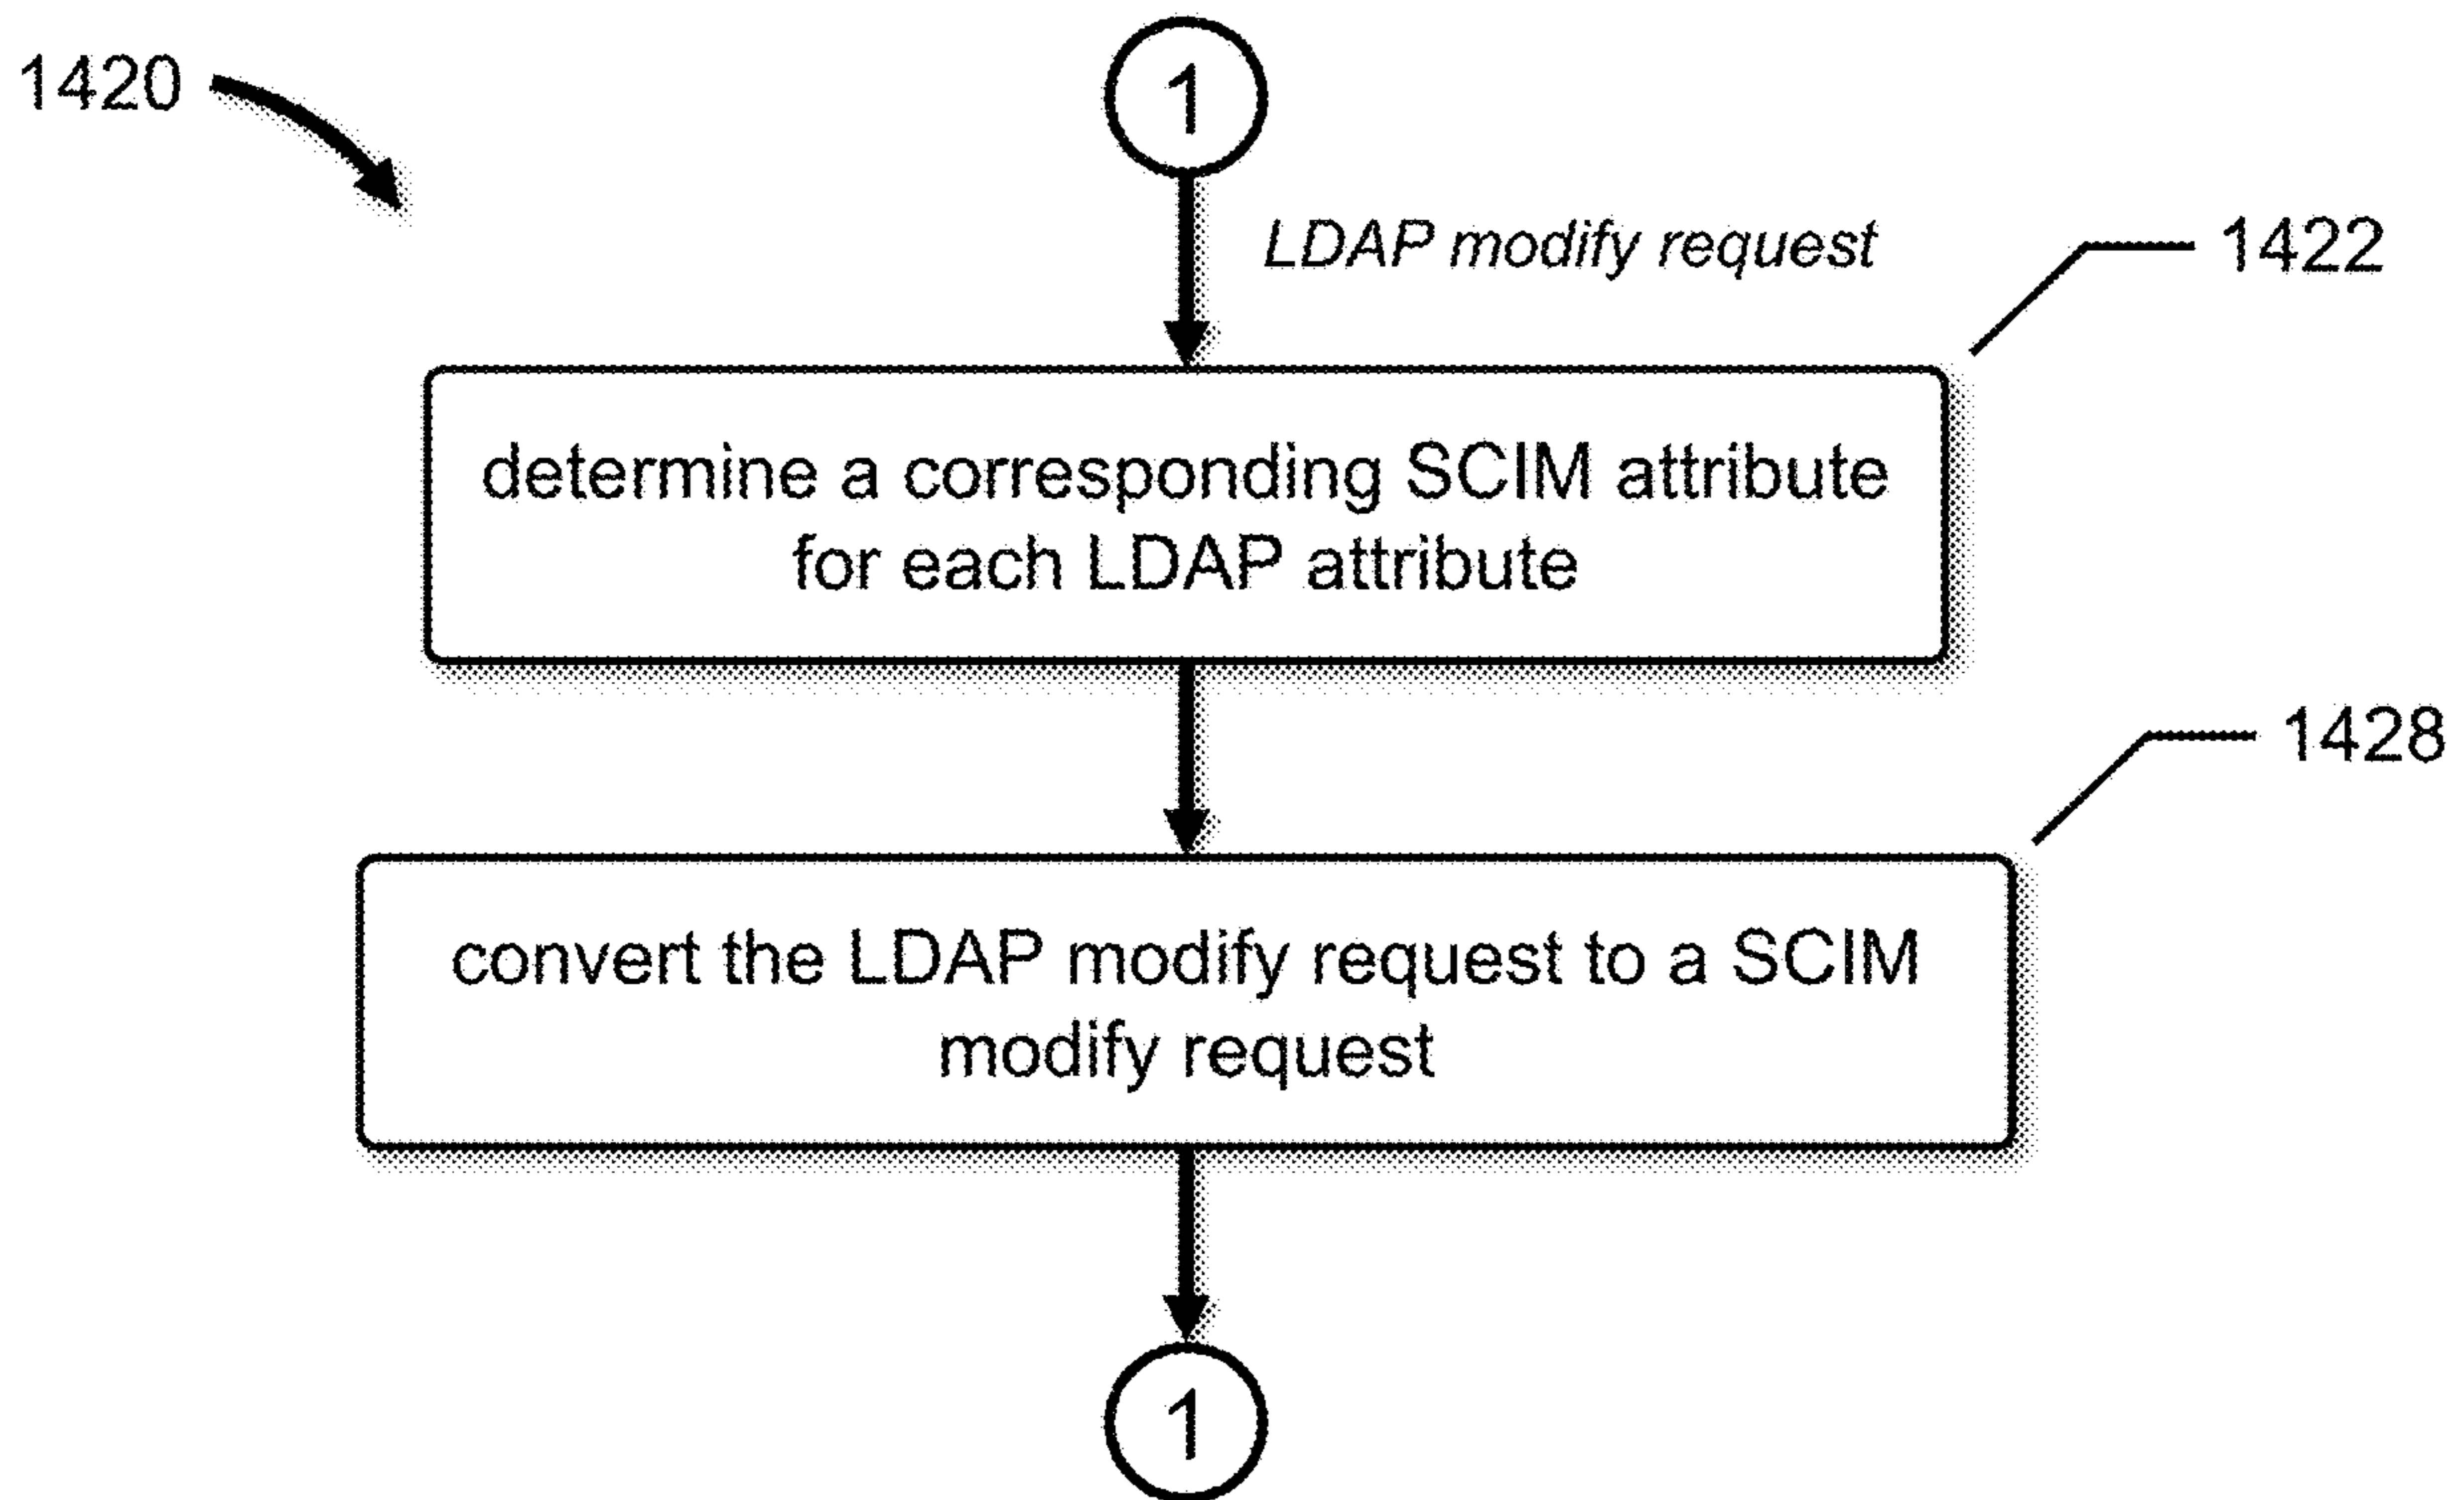 1420
1
LDAP modify request
1422
determine a corresponding SCIM attribute
for each LDAP attribute
1428
convert the LDAP modify request to a SCIM
modify request
1